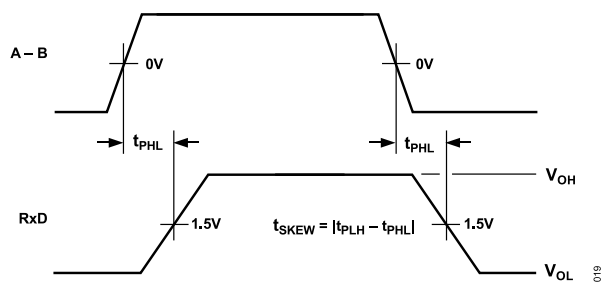 A – B
0V
0V
tPHL
tPHL
VOH
RxD
1.5V
tSKEW = |tPLH – tPHL|
1.5V
VOL
019